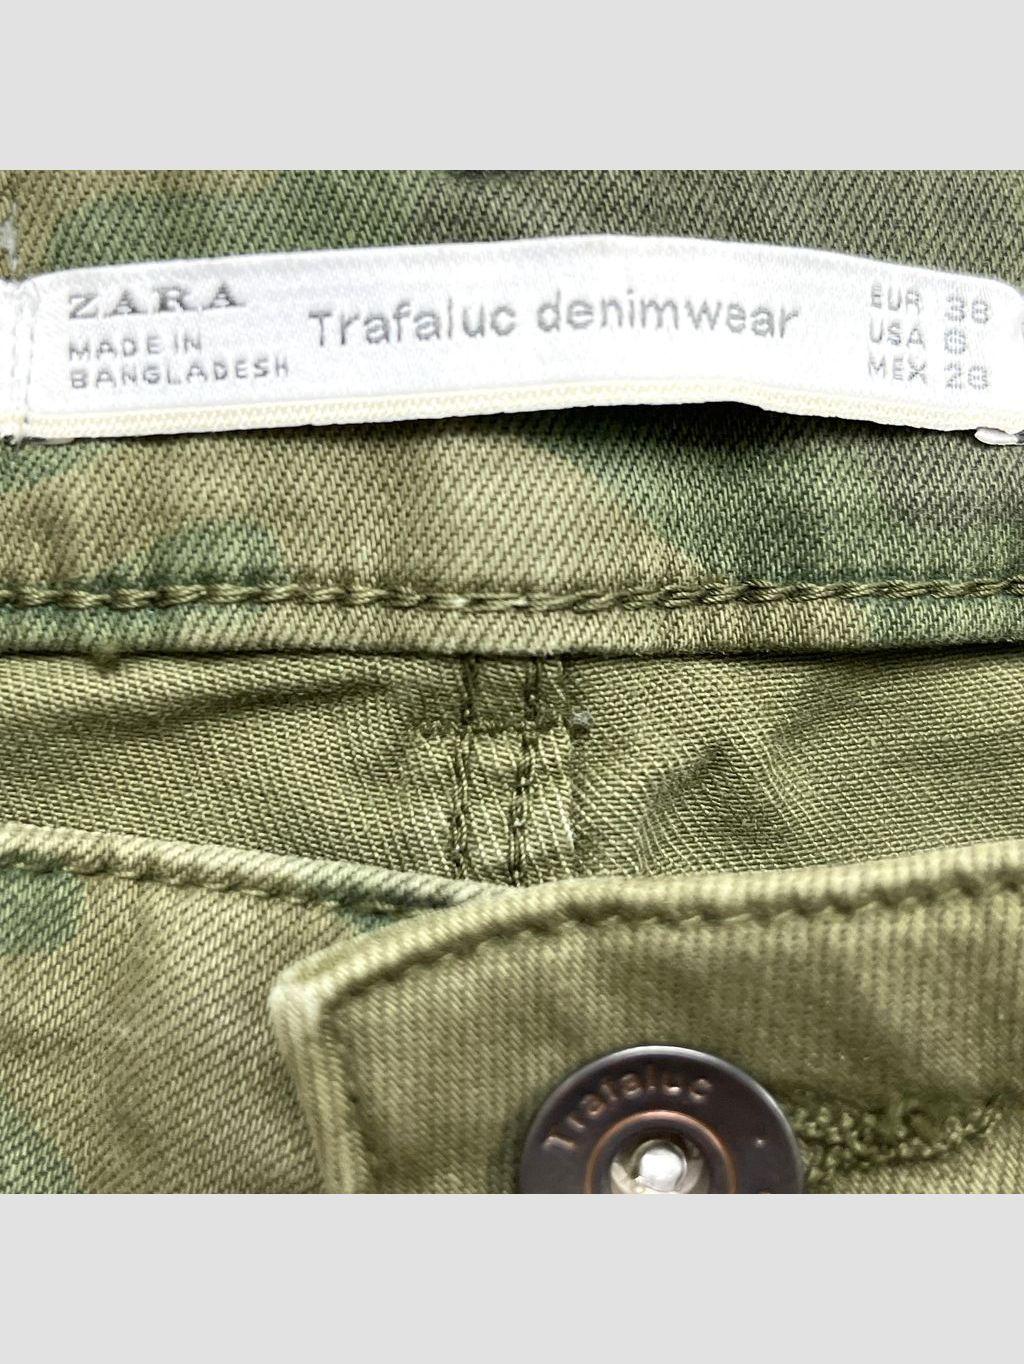 ZARA
MADE IN
BANGLADESH
Trafaluc denimwear
EUR 38
USA 6
MEX 28
Trafaluc